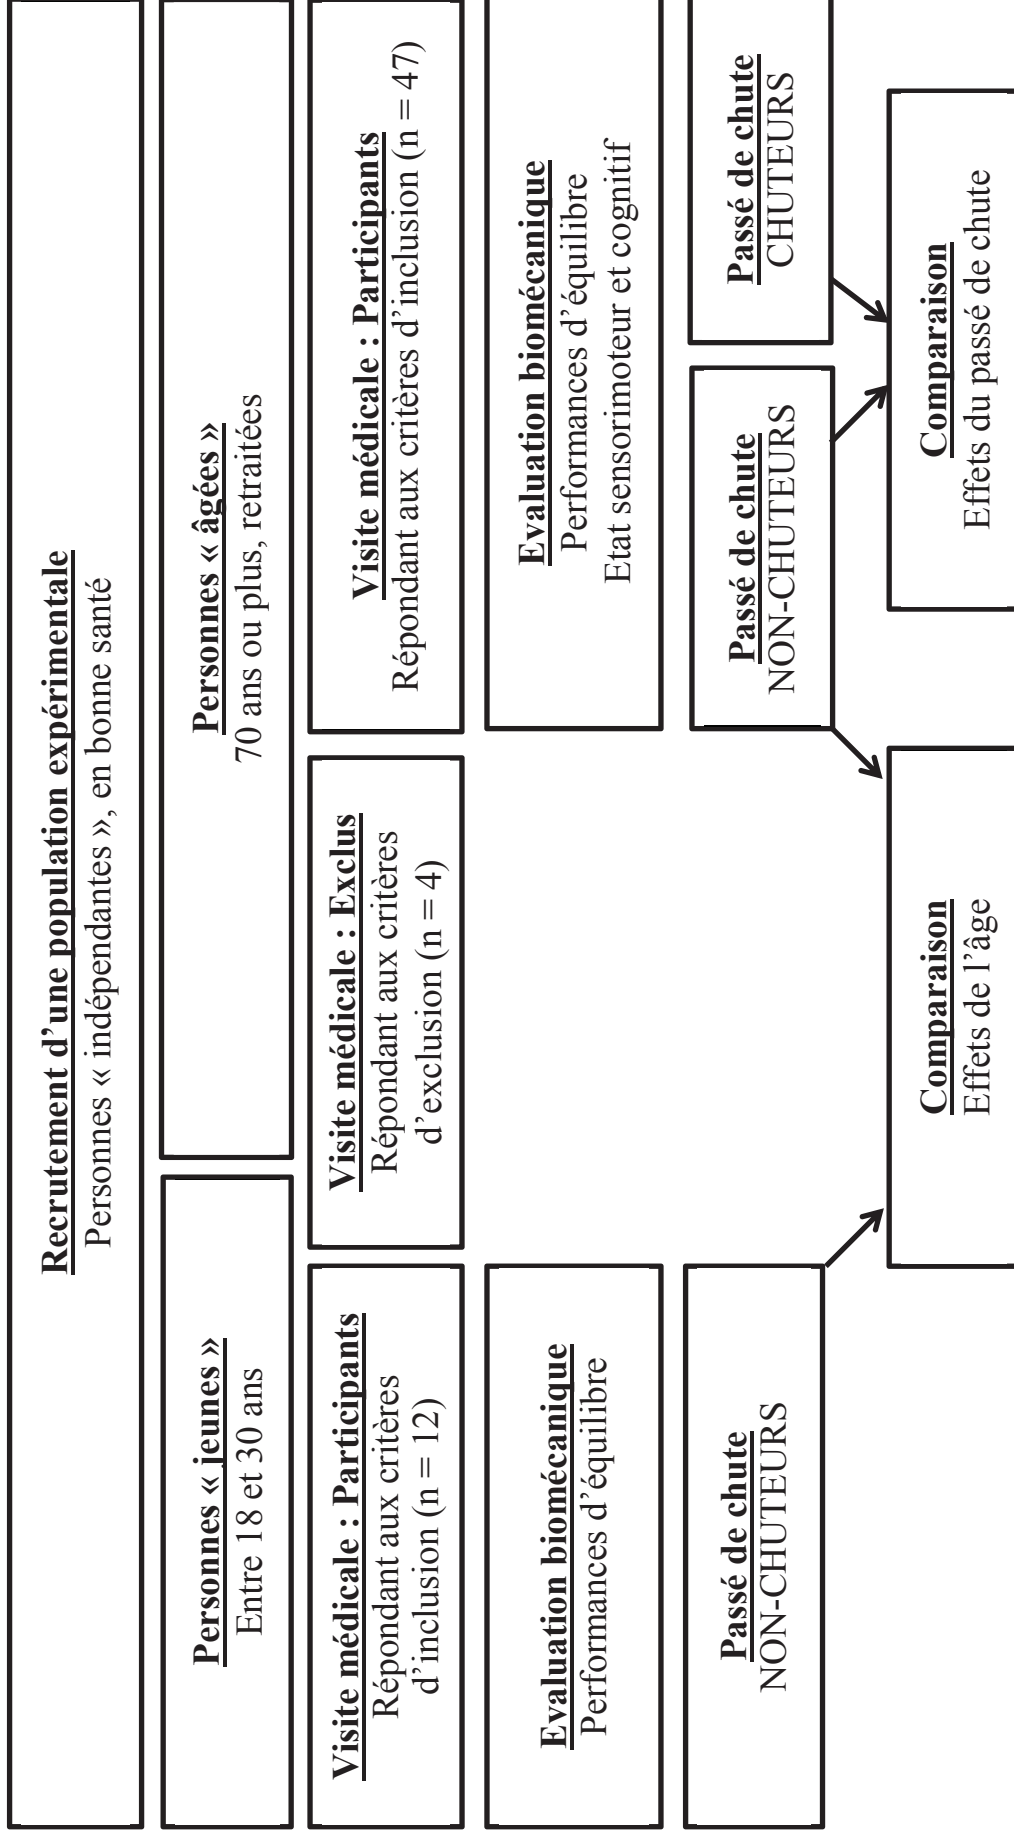 Recrutement d’une population expérimentale
Personnes « indépendantes », en bonne santé
Personnes « jeunes »
Entre 18 et 30 ans
Personnes « âgées »
70 ans ou plus, retraitées
Visite médicale : Participants
Répondant aux critères
d’inclusion (n = 12)
Visite médicale : Exclus
Répondant aux critères
d’exclusion (n = 4)
Visite médicale : Participants
Répondant aux critères d’inclusion (n = 47)
Evaluation biomécanique
Performances d’équilibre
Evaluation biomécanique
Performances d’équilibre
Etat sensorimoteur et cognitif
Passé de chute
NON-CHUTEURS
Passé de chute
NON-CHUTEURS
Passé de chute
CHUTEURS
Comparaison
Effets de l’âge
Comparaison
Effets du passé de chute